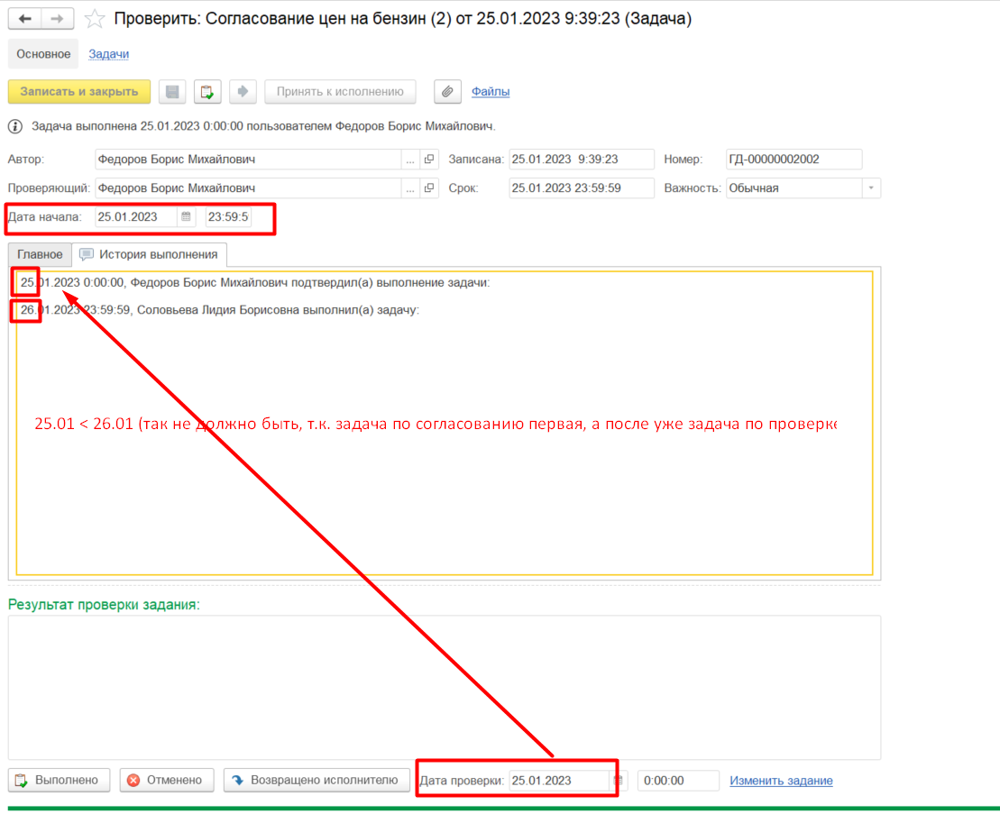 Проверить: Согласование цен на бензин (2) от 25.01.2023 9:39:23 (Задача)
Основное Задачи
Записать и закрыть Принять к исполнению Файлы
Задача выполнена 25.01.2023 0:00:00 пользователем Федоров Борис Михайлович.
Автор: Федоров Борис Михайлович ... Записана: 25.01.2023 9:39:23 Номер: ГД-00000002002
Проверяющий: Федоров Борис Михайлович ... Срок: 25.01.2023 23:59:59 Важность: Обычная
Дата начала: 25.01.2023 23:59:5
Главное История выполнения
25.01.2023 0:00:00, Федоров Борис Михайлович подтвердил(а) выполнение задачи:
26.01.2023 23:59:59, Соловьева Лидия Борисовна выполнил(а) задачу:
25.01 < 26.01 (так не должно быть, т.к. задача по согласованию первая, а после уже задача по проверке
Результат проверки задания:
Выполнено Отменено Возвращено исполнителю Дата проверки: 25.01.2023 0:00:00 Изменить задание